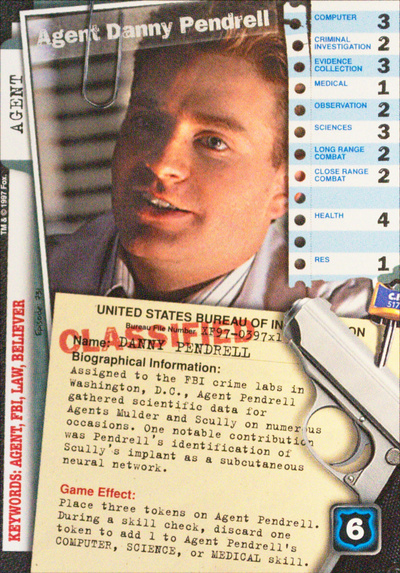 Agent Danny Pendrell
AGENT
TM & © 1997 Fox.
KEYWORDS: AGENT, FBI, LAW, BELIEVER
COMPUTER 3
CRIMINAL INVESTIGATION 2
EVIDENCE COLLECTION 3
MEDICAL 1
OBSERVATION 2
SCIENCES 3
LONG RANGE COMBAT 2
CLOSE RANGE COMBAT 2
HEALTH 4
RES 1
UNITED STATES BUREAU OF IN
ION
Bureau File Number: XF97-0397x1
CLASSIFIED
Name: DANNY PENDRELL
Biographical Information:
Assigned to the FBI crime labs in
Washington, D.C., Agent Pendrell
gathered scientific data for
Agents Mulder and Scully on numerous
occasions. One notable contribution
was Pendrell's identification of
Scully's implant as a subcutaneous
neural network.
Game Effect:
Place three tokens on Agent Pendrell.
During a skill check, discard one
token to add 1 to Agent Pendrell's
COMPUTER, SCIENCE, or MEDICAL skill.
6